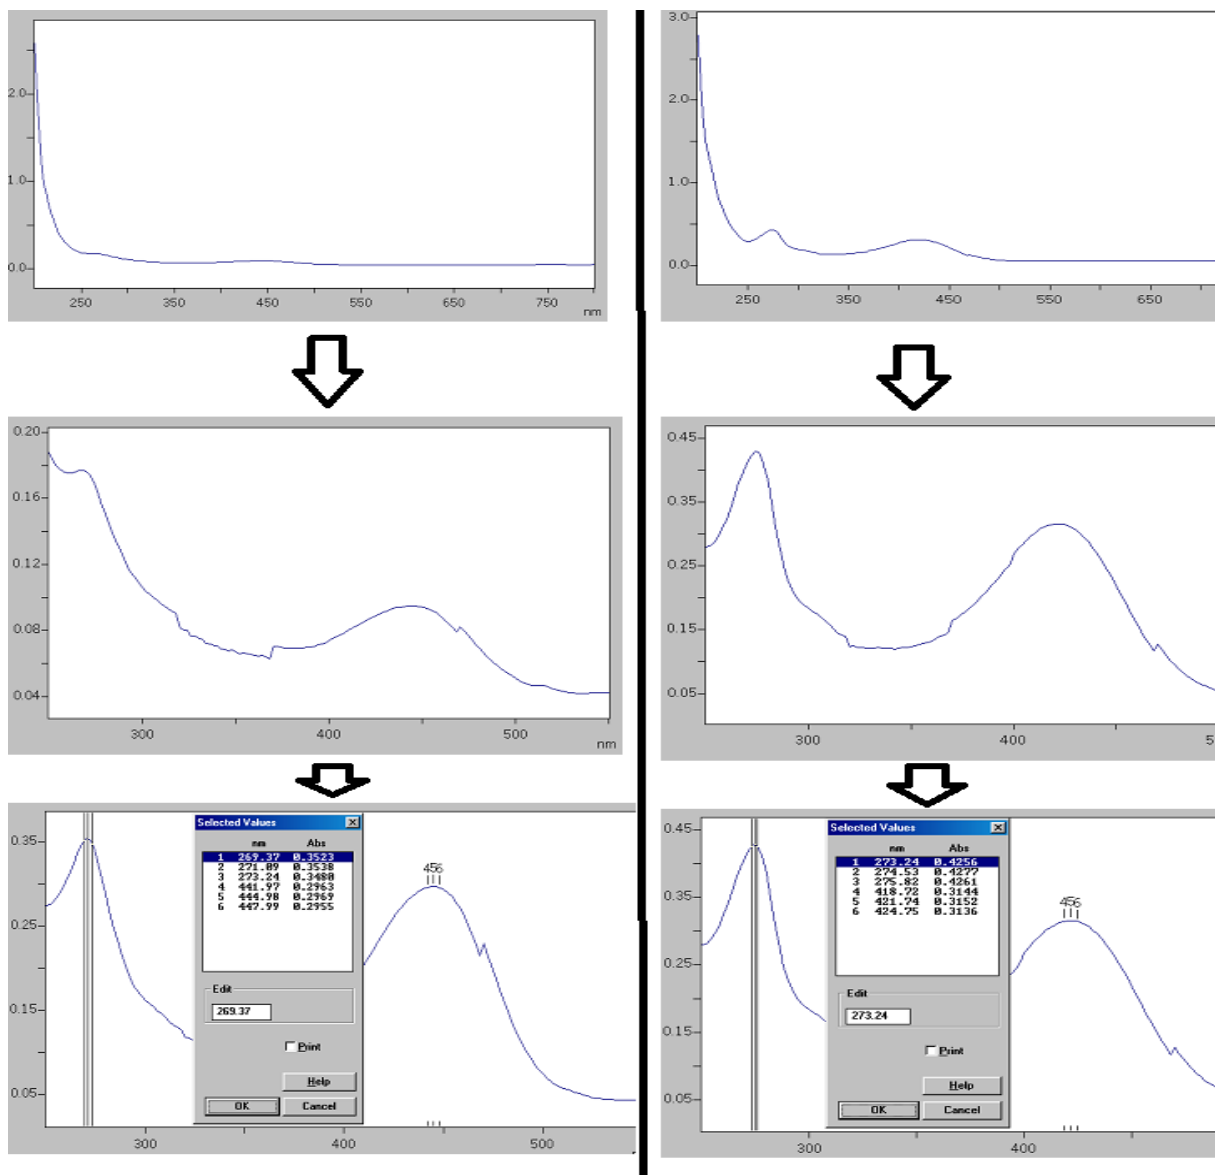 2.0
1.0
0.0
250 350 450 550 650 750
nm
3.0
2.0
1.0
0.0
250 350 450 550 650
0.20
0.16
0.12
0.08
0.04
300 400 500
nm
0.45
0.35
0.25
0.15
0.05
300 400 5
0.35
0.25
0.15
0.05
300 400 500
456
Selected Values
nm Abs
1 269.37 0.3523
2 271.09 0.3538
3 273.24 0.3480
4 441.97 0.2963
5 444.98 0.2969
6 447.99 0.2955
Edit
269.37
Print
Help
OK Cancel
0.45
0.35
0.25
0.15
0.05
300 400
456
Selected Values
nm Abs
1 273.24 0.4256
2 274.53 0.4277
3 275.82 0.4261
4 418.72 0.3144
5 421.74 0.3152
6 424.75 0.3136
Edit
273.24
Print
Help
OK Cancel